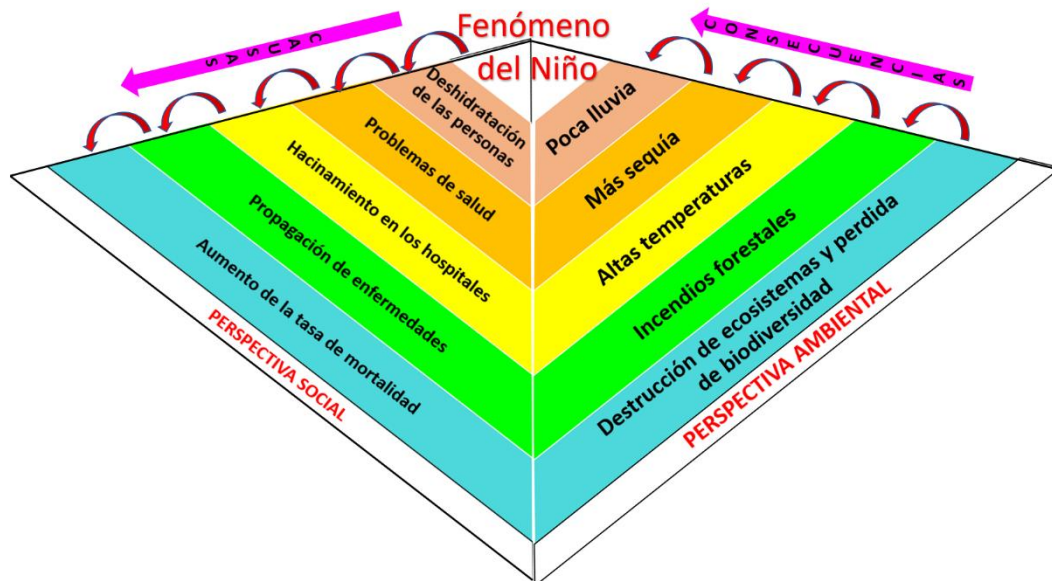 Fenómeno
del Niño
CAUSAS
CONSECUENCIAS
Deshidratación
de las personas
Problemas de salud
Hacinamiento en los hospitales
Propagación de enfermedades
Aumento de la tasa de mortalidad
PERSPECTIVA SOCIAL
Poca lluvia
Más sequía
Altas temperaturas
Incendios forestales
Destrucción de ecosistemas y perdida
de biodiversidad
PERSPECTIVA AMBIENTAL